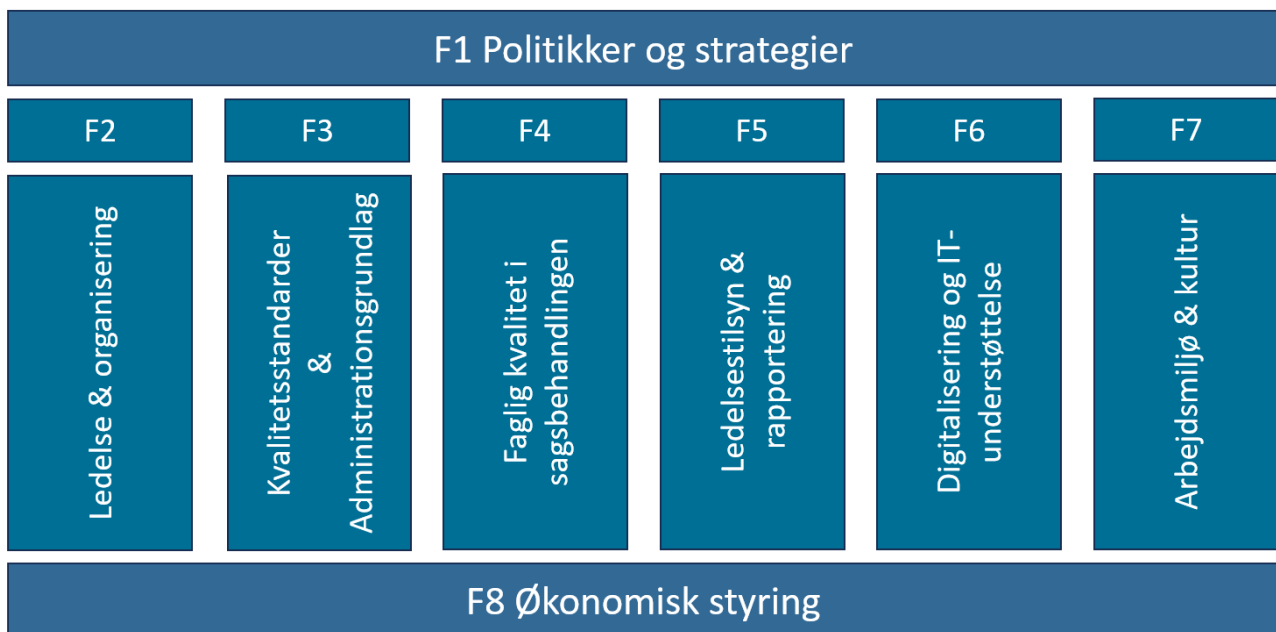 F1 Politikker og strategier
F2
F3
F4
F5
F6
F7
Ledelse & organisering
Kvalitetsstandarder
&
Administrationsgrundlag
Faglig kvalitet i
sagsbehandlingen
Ledelsestilsyn &
rapportering
Digitalisering og IT-
understøttelse
Arbejdsmiljø & kultur
F8 Økonomisk styring